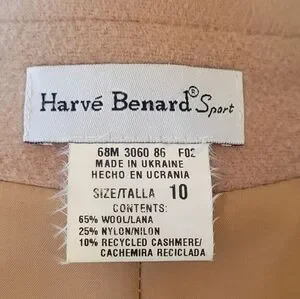 Harvé Benard® Sport
68M 3060 86 F02
MADE IN UKRAINE
HECHO EN UCRANIA
SIZE/TALLA 10
CONTENTS:
65% WOOL/LANA
25% NYLON/NILON
10% RECYCLED CASHMERE/
CACHEMIRA RECICLADA